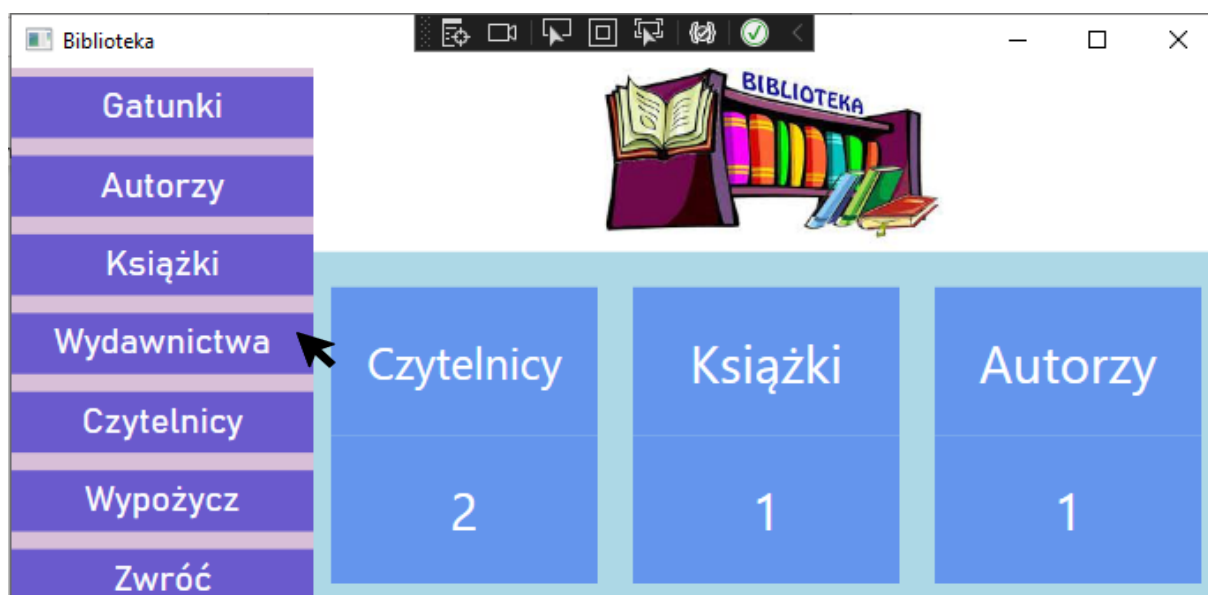 Biblioteka
BIBLIOTEKA
Gatunki
Autorzy
Książki
Wydawnictwa
Czytelnicy
Wypożycz
Zwróć
Czytelnicy
Książki
Autorzy
2
1
1